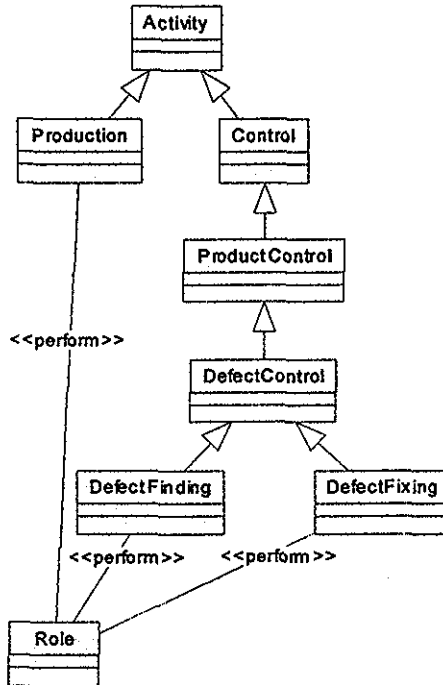 Activity
Production
Control
ProductControl
<<perform>>
DefectControl
DefectFinding
DefectFixing
<<perform>>
<<perform>>
Role